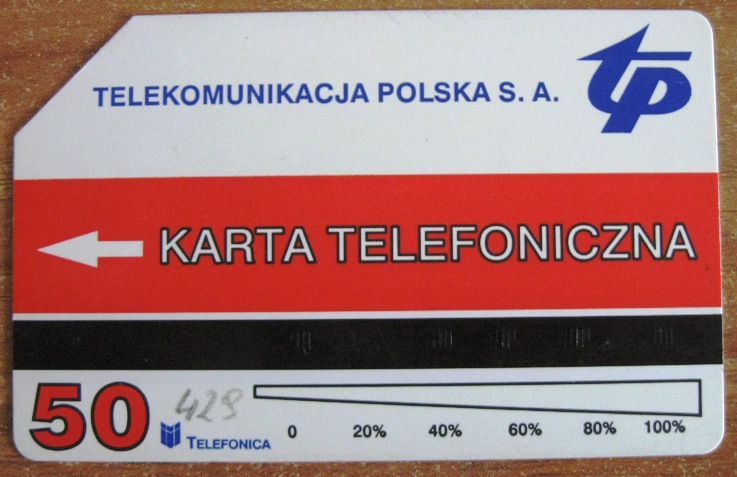 TELEKOMUNIKACJA POLSKA S. A.
tp
KARTA TELEFONICZNA
50
429
TELEFONICA
0 20% 40% 60% 80% 100%